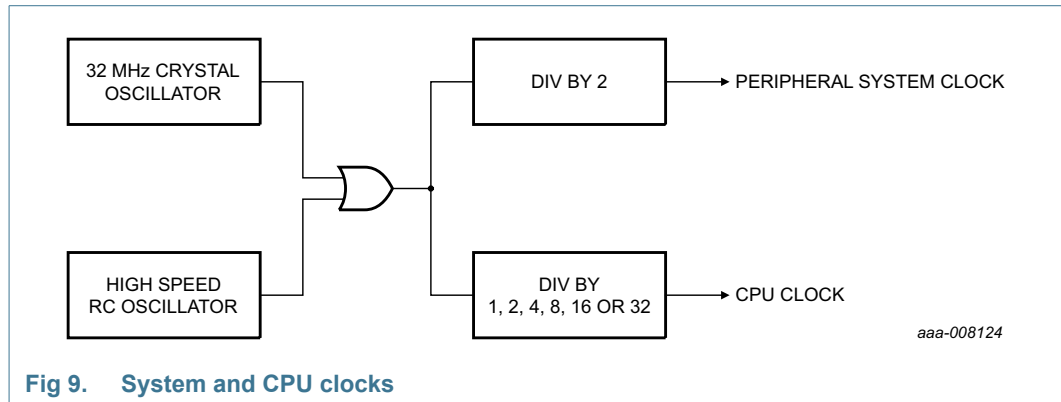 32 MHz CRYSTAL
OSCILLATOR
DIV BY 2
PERIPHERAL SYSTEM CLOCK
HIGH SPEED
RC OSCILLATOR
DIV BY
1, 2, 4, 8, 16 OR 32
CPU CLOCK
aaa-008124
Fig 9. System and CPU clocks